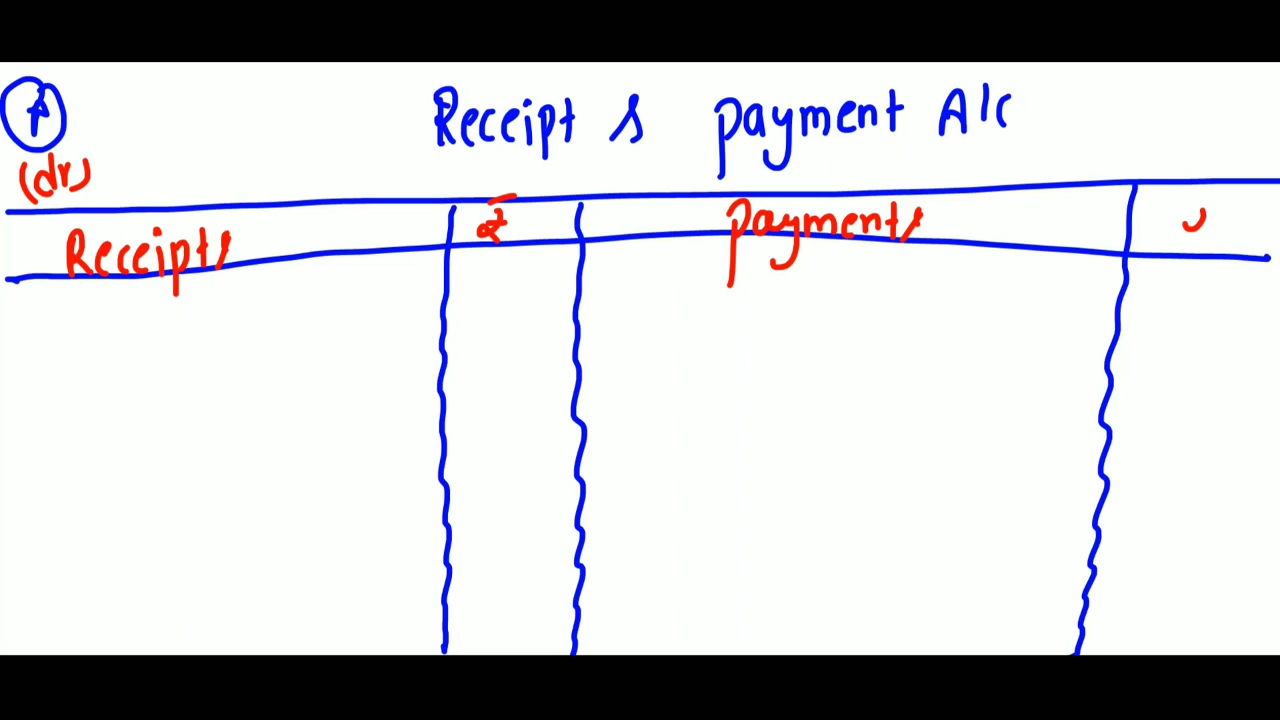 Receipt & payment A/c
(dr)
Receipts ₹ payments